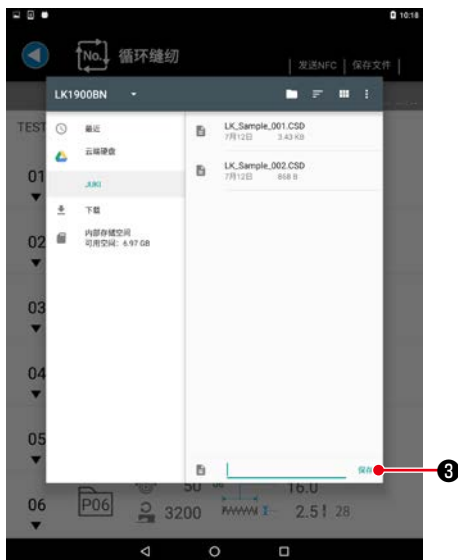 10:18
No. 循环缝纫
发送NFC | 保存文件 |
LK1900BN
TEST
最近
云端硬盘
JUKI
下载
内部存储空间
可用空间：6.97 GB
LK_Sample_001.CSD
7月12日 3.43 KB
LK_Sample_002.CSD
7月12日 868 B
01
02
03
04
05
保存
❸
50
16.0
06 P06 3200 2.5 28